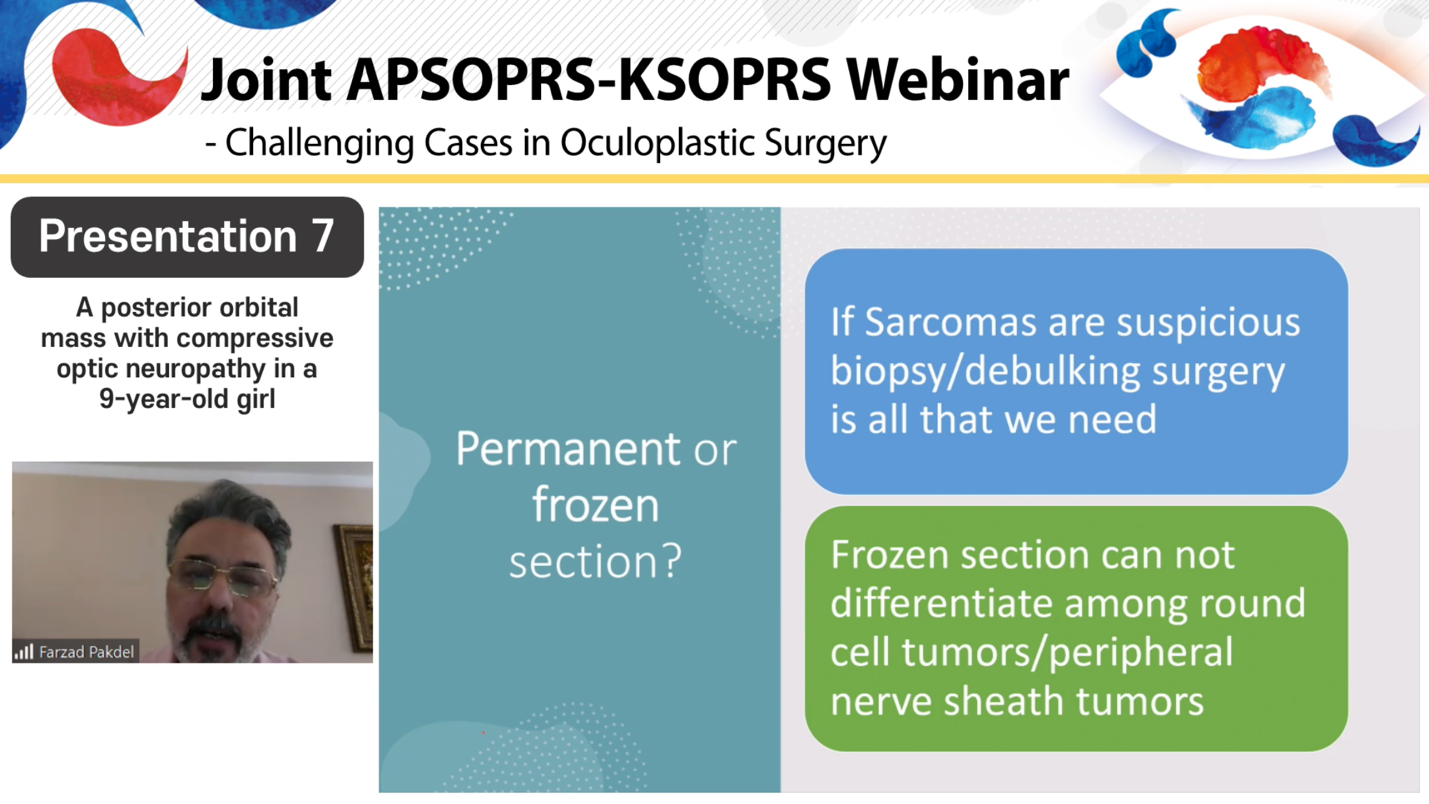 Joint APSOPRS-KSOPRS Webinar
- Challenging Cases in Oculoplastic Surgery
Presentation 7
A posterior orbital
mass with compressive
optic neuropathy in a
9-year-old girl
Farzad Pakdel
Permanent or
frozen
section?
If Sarcomas are suspicious
biopsy/debulking surgery
is all that we need
Frozen section can not
differentiate among round
cell tumors/peripheral
nerve sheath tumors